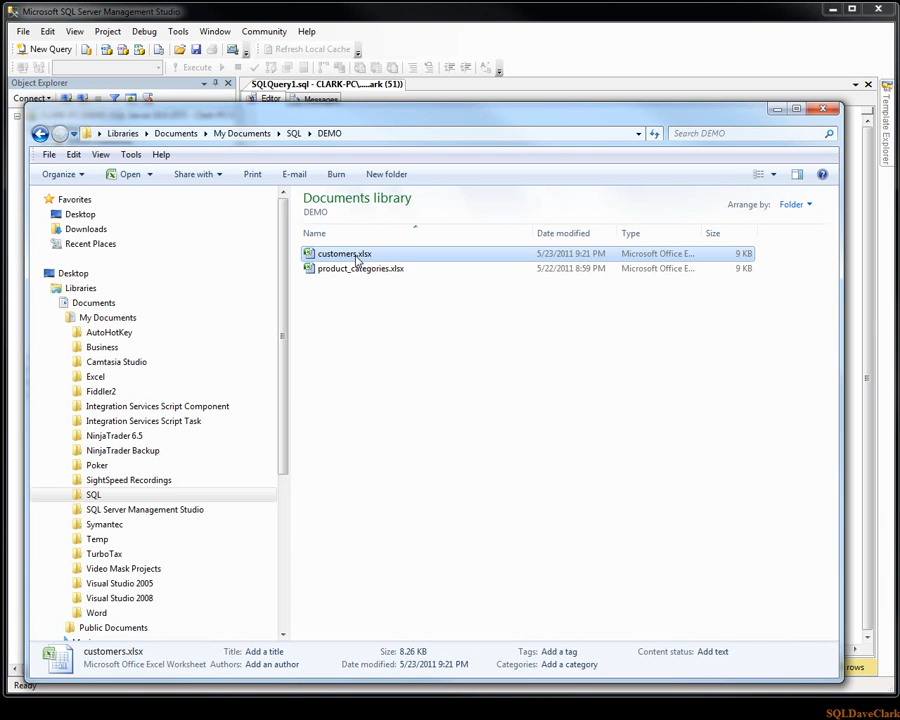 Microsoft SQL Server Management Studio
File Edit View Project Debug Tools Window Community Help
New Query Refresh Local Cache
Execute
Object Explorer SQLQuery1.sql - CLARK-PC\....ark (51))
Connect Editor Messages
Template Explorer
Libraries Documents My Documents SQL DEMO Search DEMO
File Edit View Tools Help
Organize Open Share with Print E-mail Burn New folder
Favorites
Desktop
Downloads
Recent Places
Desktop
Libraries
Documents
My Documents
AutoHotKey
Business
Camtasia Studio
Excel
Fiddler2
Integration Services Script Component
Integration Services Script Task
NinjaTrader 6.5
NinjaTrader Backup
Poker
SightSpeed Recordings
SQL
SQL Server Management Studio
Symantec
Temp
TurboTax
Video Mask Projects
Visual Studio 2005
Visual Studio 2008
Word
Public Documents
Documents library
DEMO
Arrange by: Folder
Name Date modified Type Size
customers.xlsx 5/23/2011 9:21 PM Microsoft Office E... 9 KB
product_categories.xlsx 5/22/2011 8:59 PM Microsoft Office E... 9 KB
customers.xlsx Title: Add a title Size: 8.26 KB Tags: Add a tag Content status: Add text
Microsoft Office Excel Worksheet Authors: Add an author Date modified: 5/23/2011 9:21 PM Categories: Add a category
rows
Ready
SQLDaveClark